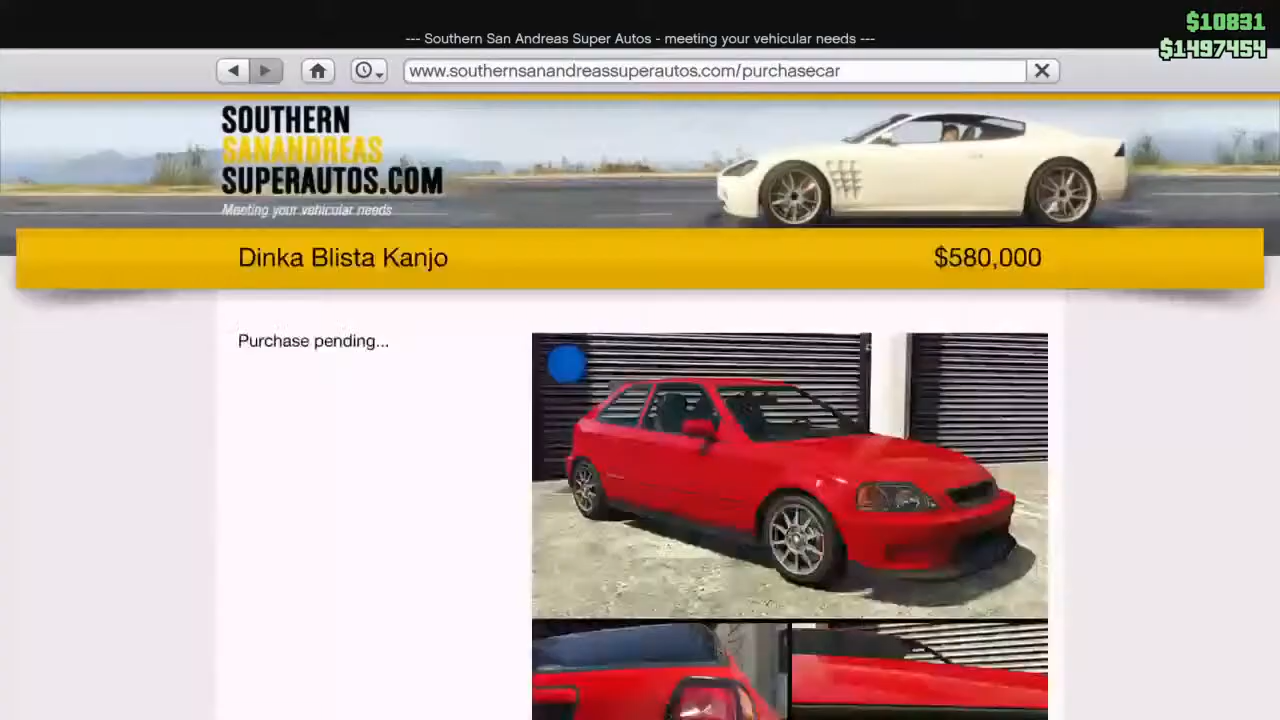 $10831
--- Southern San Andreas Super Autos - meeting your vehicular needs ---
$1497454
www.southernsanandreassuperautos.com/purchasecar
SOUTHERN
SANANDREAS
SUPERAUTOS.COM
Meeting your vehicular needs
Dinka Blista Kanjo
$580,000
Purchase pending...